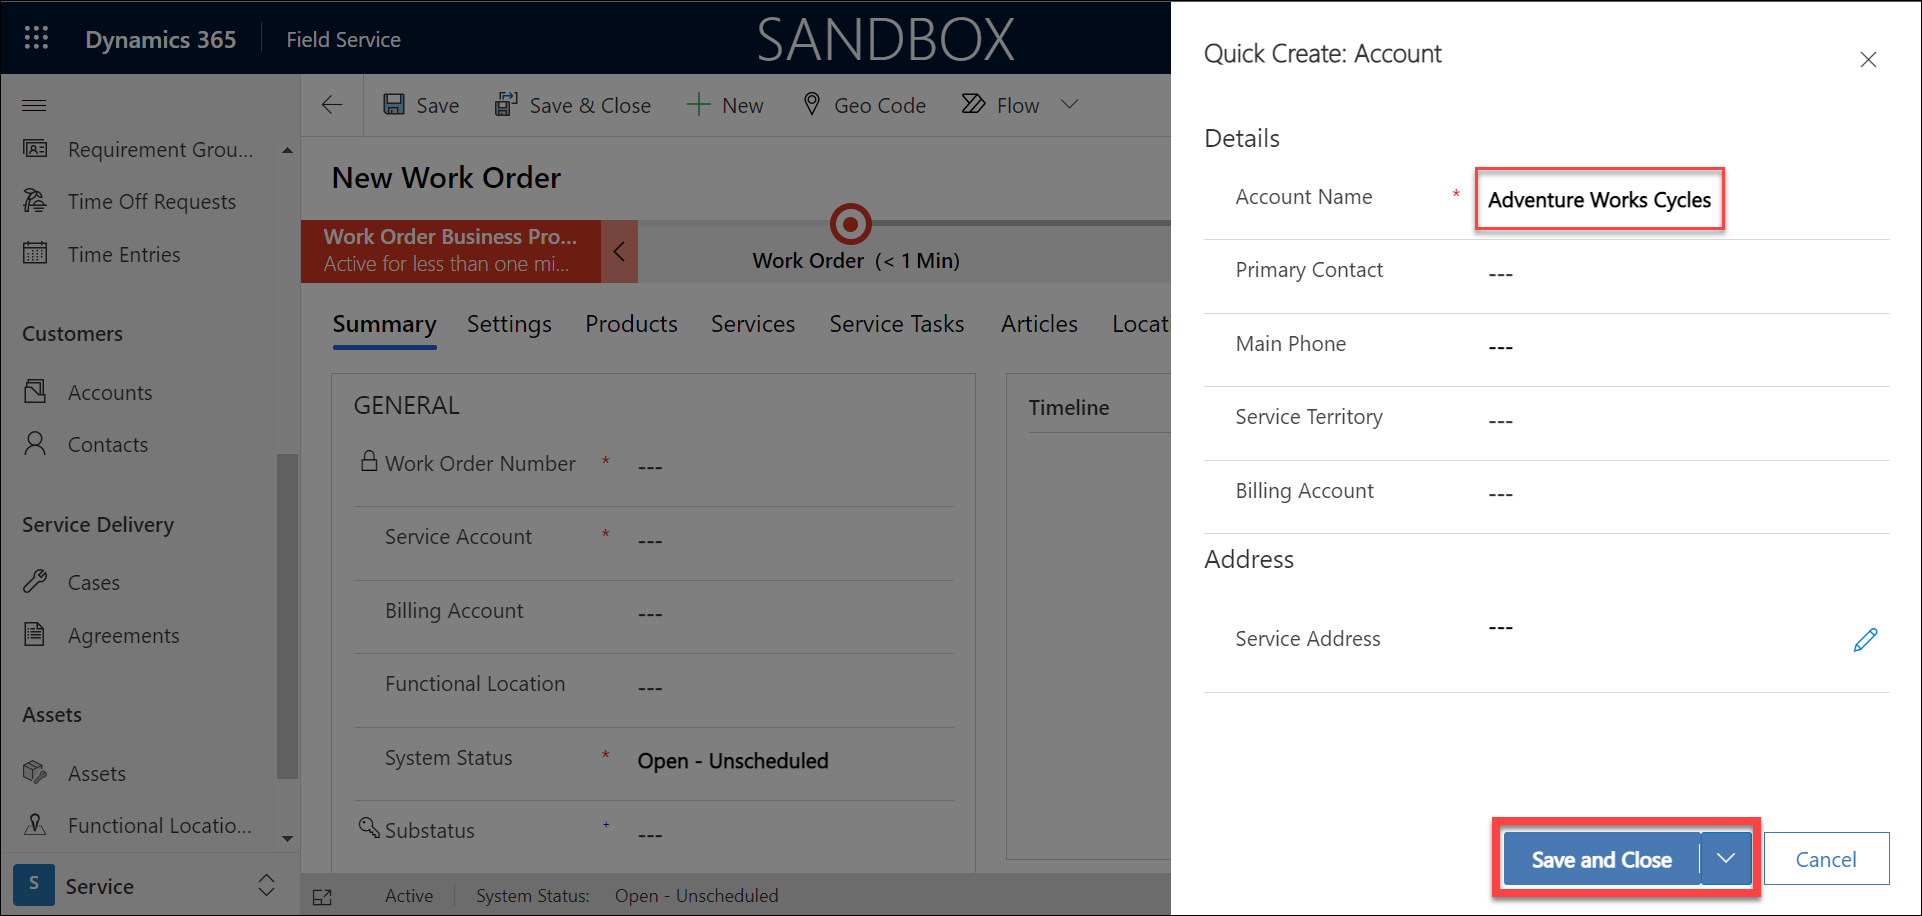 Dynamics 365
Field Service
SANDBOX
Requirement Grou...
Time Off Requests
Time Entries
Customers
Accounts
Contacts
Service Delivery
Cases
Agreements
Assets
Assets
Functional Locatio...
S
Service
Save
Save & Close
New
Geo Code
Flow
New Work Order
Work Order Business Pro...
Active for less than one mi...
Work Order (< 1 Min)
Summary
Settings
Products
Services
Service Tasks
Articles
Locat
GENERAL
Work Order Number * ---
Service Account * ---
Billing Account ---
Functional Location ---
System Status * Open - Unscheduled
Substatus + ---
Timeline
Active
System Status: Open - Unscheduled
Quick Create: Account
Details
Account Name * Adventure Works Cycles
Primary Contact ---
Main Phone ---
Service Territory ---
Billing Account ---
Address
Service Address ---
Save and Close
Cancel